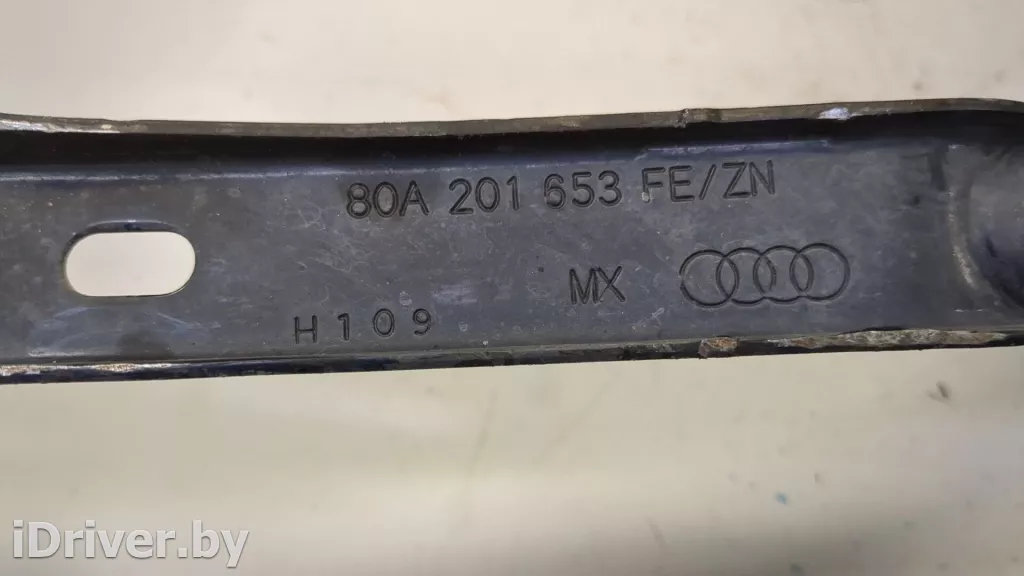 80A 201 653 FE/ZN
MX
H109
iDriver.by